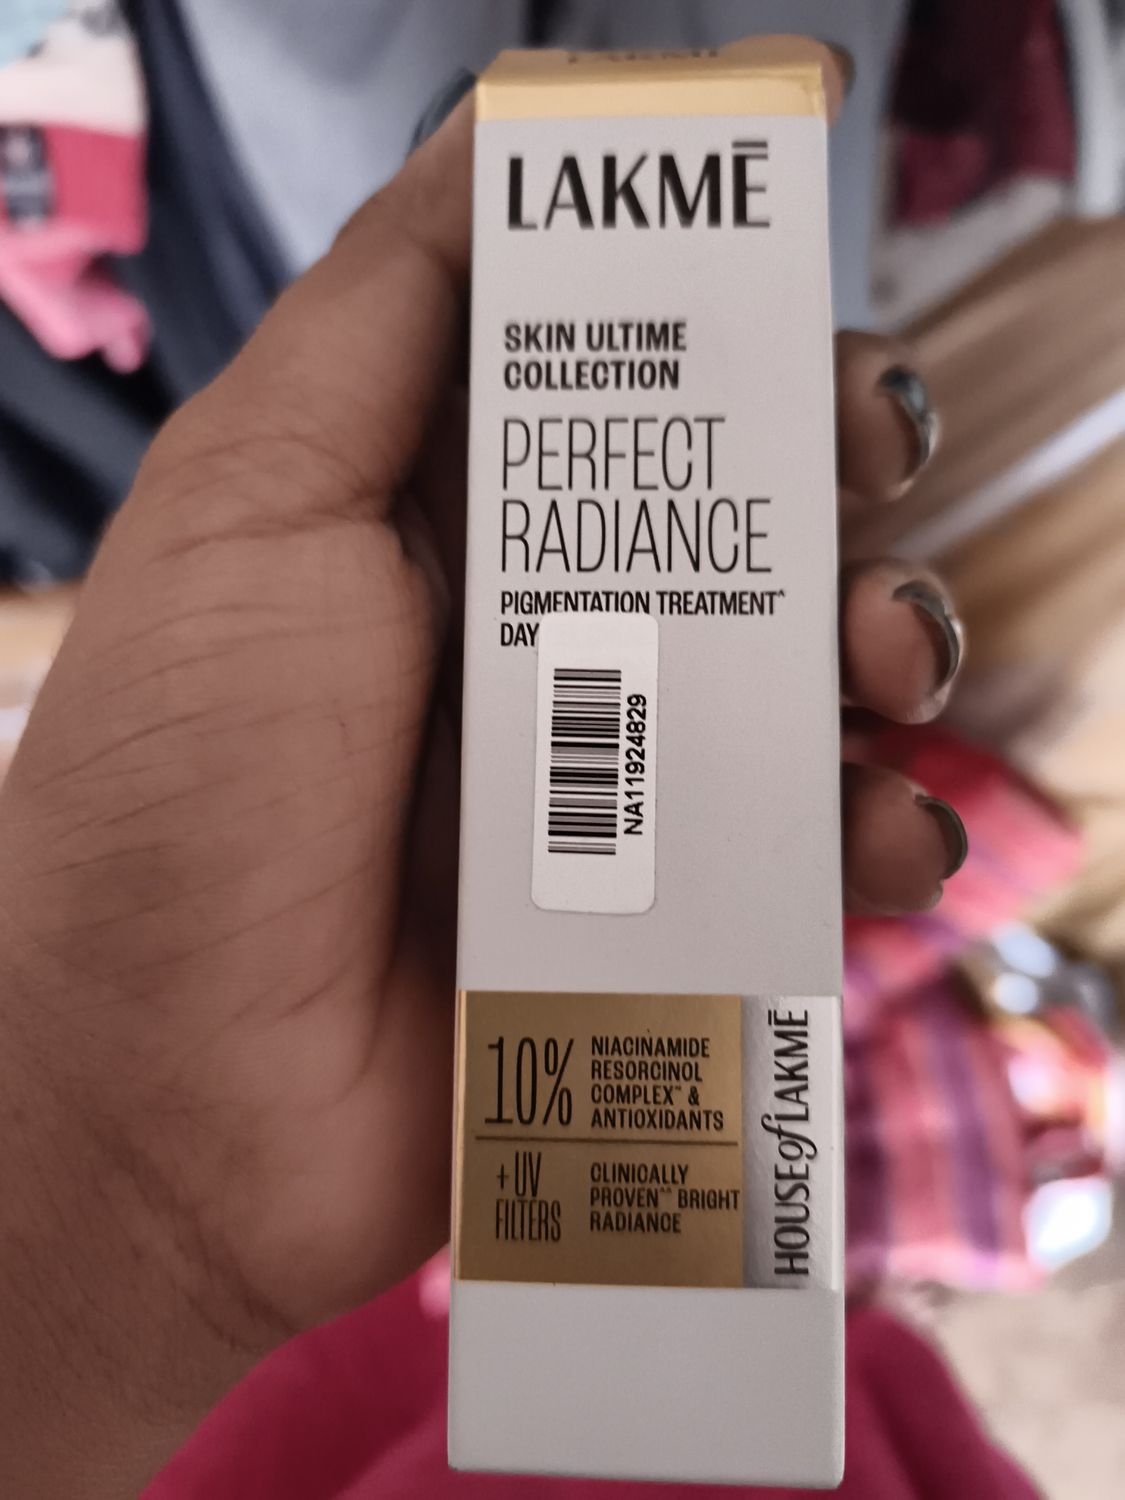 LAKMĒ
SKIN ULTIME
COLLECTION
PERFECT
RADIANCE
PIGMENTATION TREATMENT^
DAY
NA11924829
10%
NIACINAMIDE
RESORCINOL
COMPLEX~ &
ANTIOXIDANTS
+ UV
FILTERS
CLINICALLY
PROVEN^^ BRIGHT
RADIANCE
HOUSE of LAKMĒ